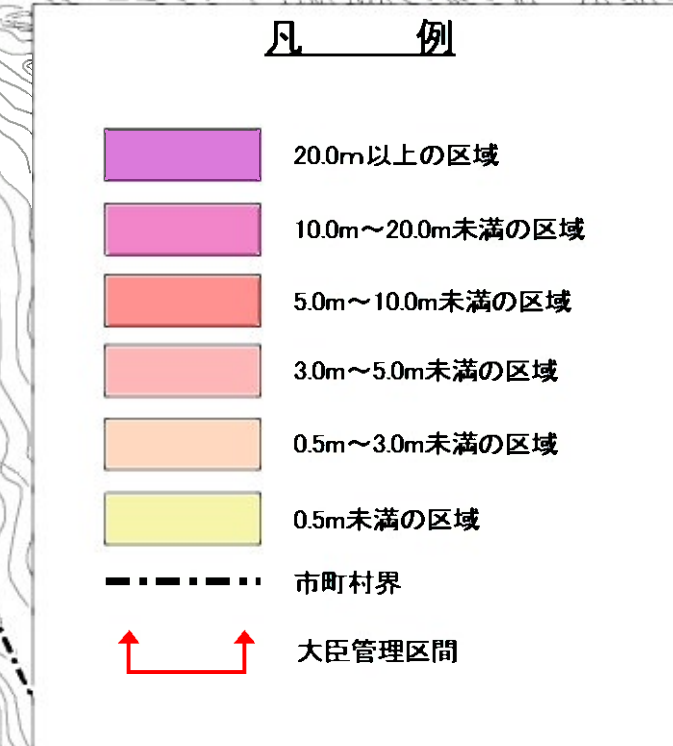 凡 例
20.0m以上の区域
10.0m～20.0m未満の区域
5.0m～10.0m未満の区域
3.0m～5.0m未満の区域
0.5m～3.0m未満の区域
0.5m未満の区域
市町村界
大臣管理区間